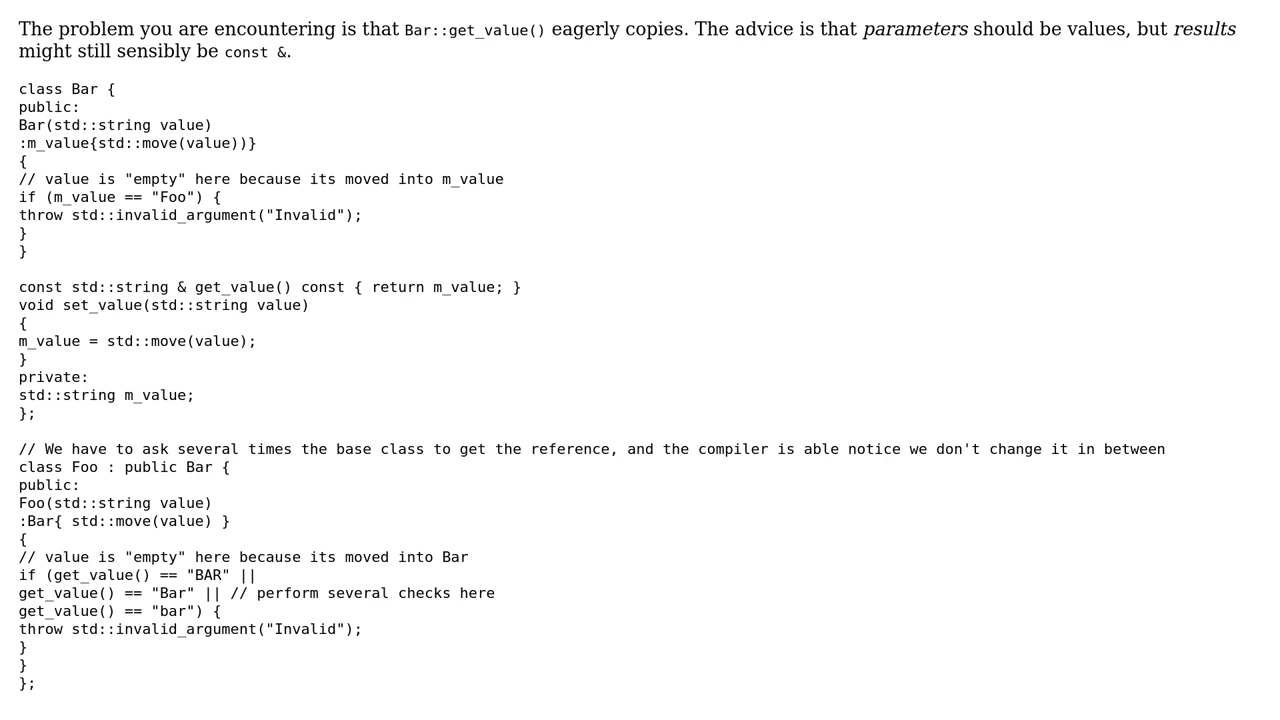 The problem you are encountering is that Bar::get_value() eagerly copies. The advice is that parameters should be values, but results
might still sensibly be const &.
class Bar {
public:
Bar(std::string value)
:m_value{std::move(value))}
{
// value is "empty" here because its moved into m_value
if (m_value == "Foo") {
throw std::invalid_argument("Invalid");
}
}
const std::string & get_value() const { return m_value; }
void set_value(std::string value)
{
m_value = std::move(value);
}
private:
std::string m_value;
};
// We have to ask several times the base class to get the reference, and the compiler is able notice we don't change it in between
class Foo : public Bar {
public:
Foo(std::string value)
:Bar{ std::move(value) }
{
// value is "empty" here because its moved into Bar
if (get_value() == "BAR" ||
get_value() == "Bar" || // perform several checks here
get_value() == "bar") {
throw std::invalid_argument("Invalid");
}
}
};